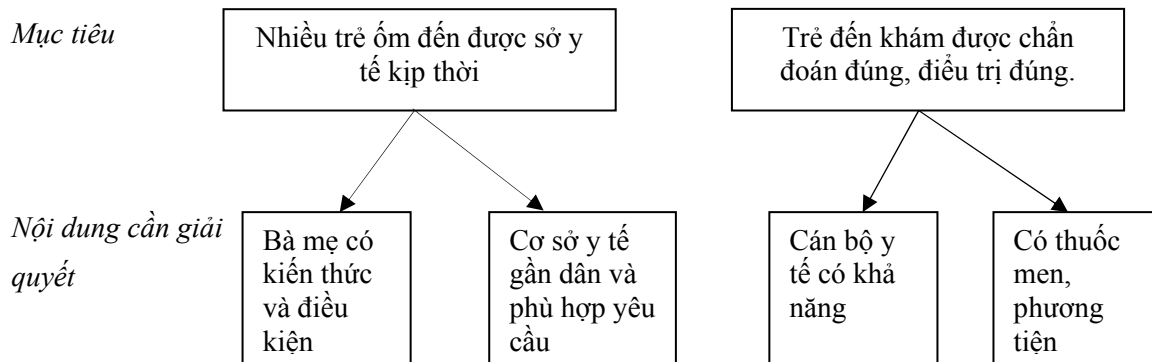 Mục tiêu
Nhiều trẻ ốm đến được sở y
tế kịp thời
Trẻ đến khám được chẩn
đoán đúng, điểu trị đúng.
Nội dung cần giải
quyết
Bà mẹ có
kiến thức
và điều
kiện
Cơ sở y tế
gần dân và
phù hợp yêu
cầu
Cán bộ y
tế có khả
năng
Có thuốc
men,
phương
tiện